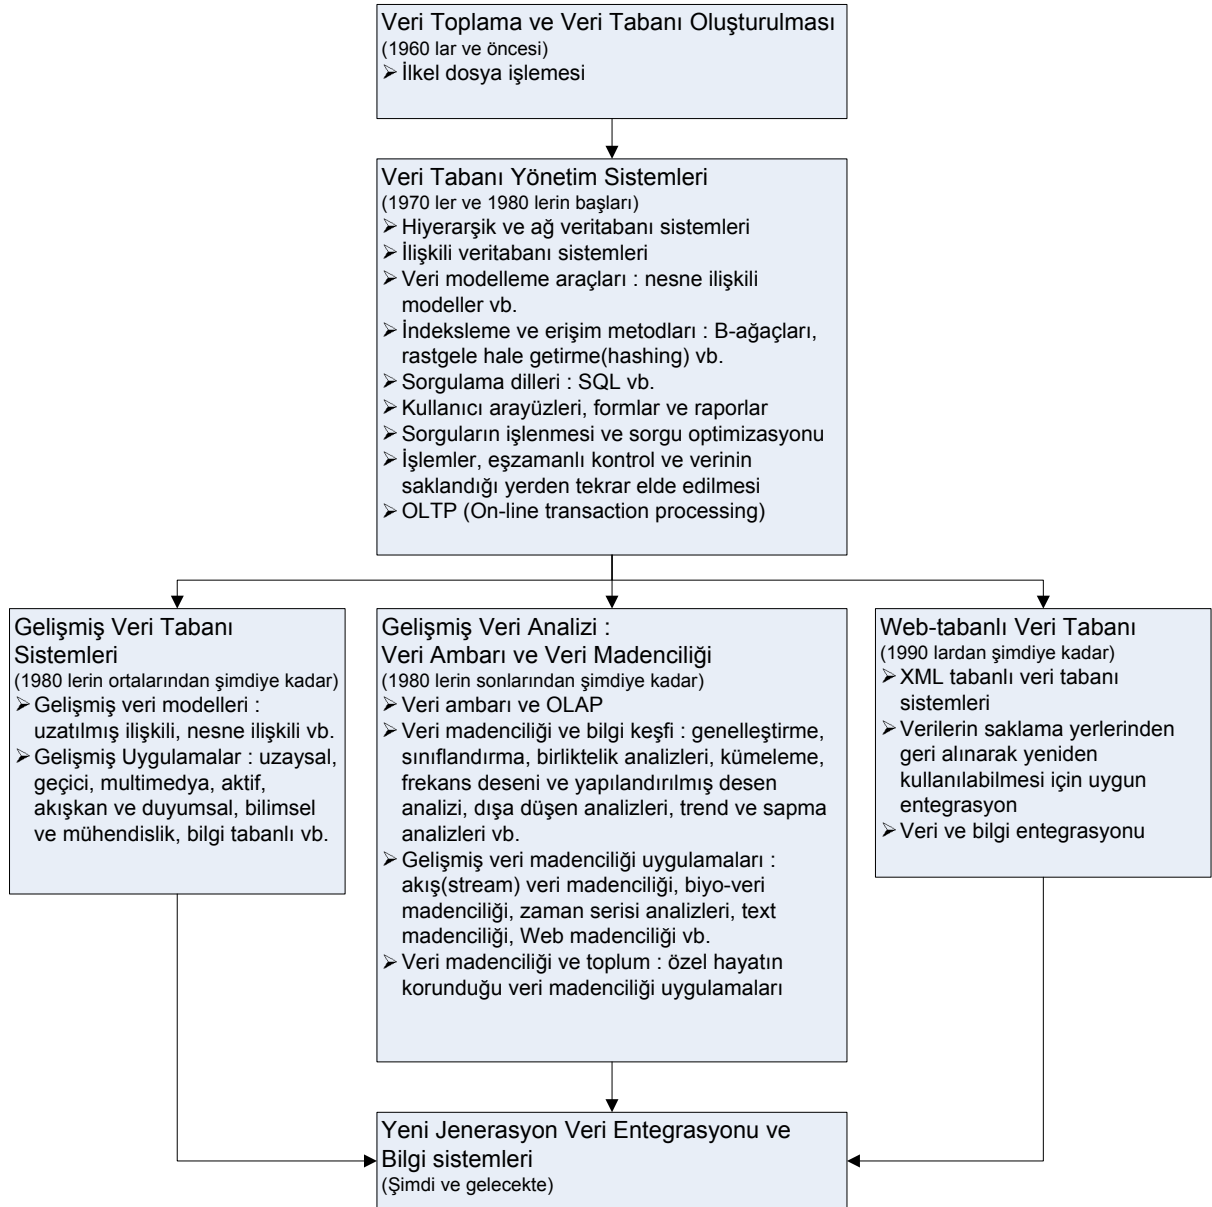 Veri Toplama ve Veri Tabanı Oluşturulması
(1960 lar ve öncesi)
➢ İlkel dosya işlemesi
Veri Tabanı Yönetim Sistemleri
(1970 ler ve 1980 lerin başları)
➢ Hiyerarşik ve ağ veritabanı sistemleri
➢ İlişkili veritabanı sistemleri
➢ Veri modelleme araçları : nesne ilişkili
modeller vb.
➢ İndeksleme ve erişim metodları : B-ağaçları,
rastgele hale getirme(hashing) vb.
➢ Sorgulama dilleri : SQL vb.
➢ Kullanıcı arayüzleri, formlar ve raporlar
➢ Sorguların işlenmesi ve sorgu optimizasyonu
➢ İşlemler, eşzamanlı kontrol ve verinin
saklandığı yerden tekrar elde edilmesi
➢ OLTP (On-line transaction processing)
Gelişmiş Veri Tabanı
Sistemleri
(1980 lerin ortalarından şimdiye kadar)
➢ Gelişmiş veri modelleri :
uzatılmış ilişkili, nesne ilişkili vb.
➢ Gelişmiş Uygulamalar : uzaysal,
geçici, multimedya, aktif,
akışkan ve duyumsal, bilimsel
ve mühendislik, bilgi tabanlı vb.
Gelişmiş Veri Analizi :
Veri Ambarı ve Veri Madenciliği
(1980 lerin sonlarından şimdiye kadar)
➢ Veri ambarı ve OLAP
➢ Veri madenciliği ve bilgi keşfi : genelleştirme,
sınıflandırma, birliktelik analizleri, kümeleme,
frekans deseni ve yapılandırılmış desen
analizi, dışa düşen analizleri, trend ve sapma
analizleri vb.
➢ Gelişmiş veri madenciliği uygulamaları :
akış(stream) veri madenciliği, biyo-veri
madenciliği, zaman serisi analizleri, text
madenciliği, Web madenciliği vb.
➢ Veri madenciliği ve toplum : özel hayatın
korunduğu veri madenciliği uygulamaları
Web-tabanlı Veri Tabanı
(1990 lardan şimdiye kadar)
➢ XML tabanlı veri tabanı
sistemleri
➢ Verilerin saklama yerlerinden
geri alınarak yeniden
kullanılabilmesi için uygun
entegrasyon
➢ Veri ve bilgi entegrasyonu
Yeni Jenerasyon Veri Entegrasyonu ve
Bilgi sistemleri
(Şimdi ve gelecekte)